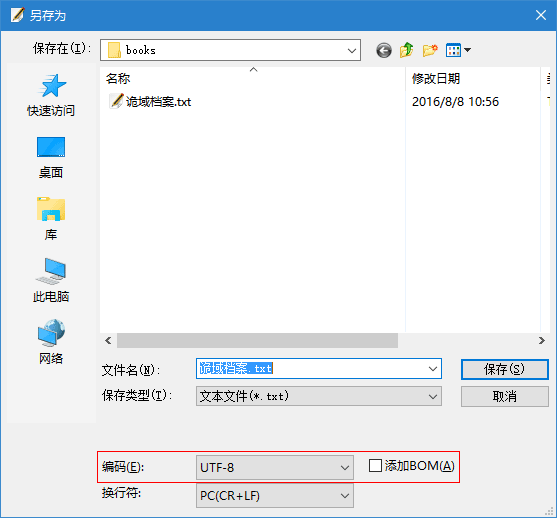 另存为
保存在(I):
books
名称
修改日期
诡域档案.txt
2016/8/8 10:56
快速访问
桌面
库
此电脑
网络
文件名(N):
诡域档案.txt
保存(S)
保存类型(T):
文本文件(*.txt)
取消
编码(E):
UTF-8
添加BOM(A)
换行符:
PC(CR+LF)